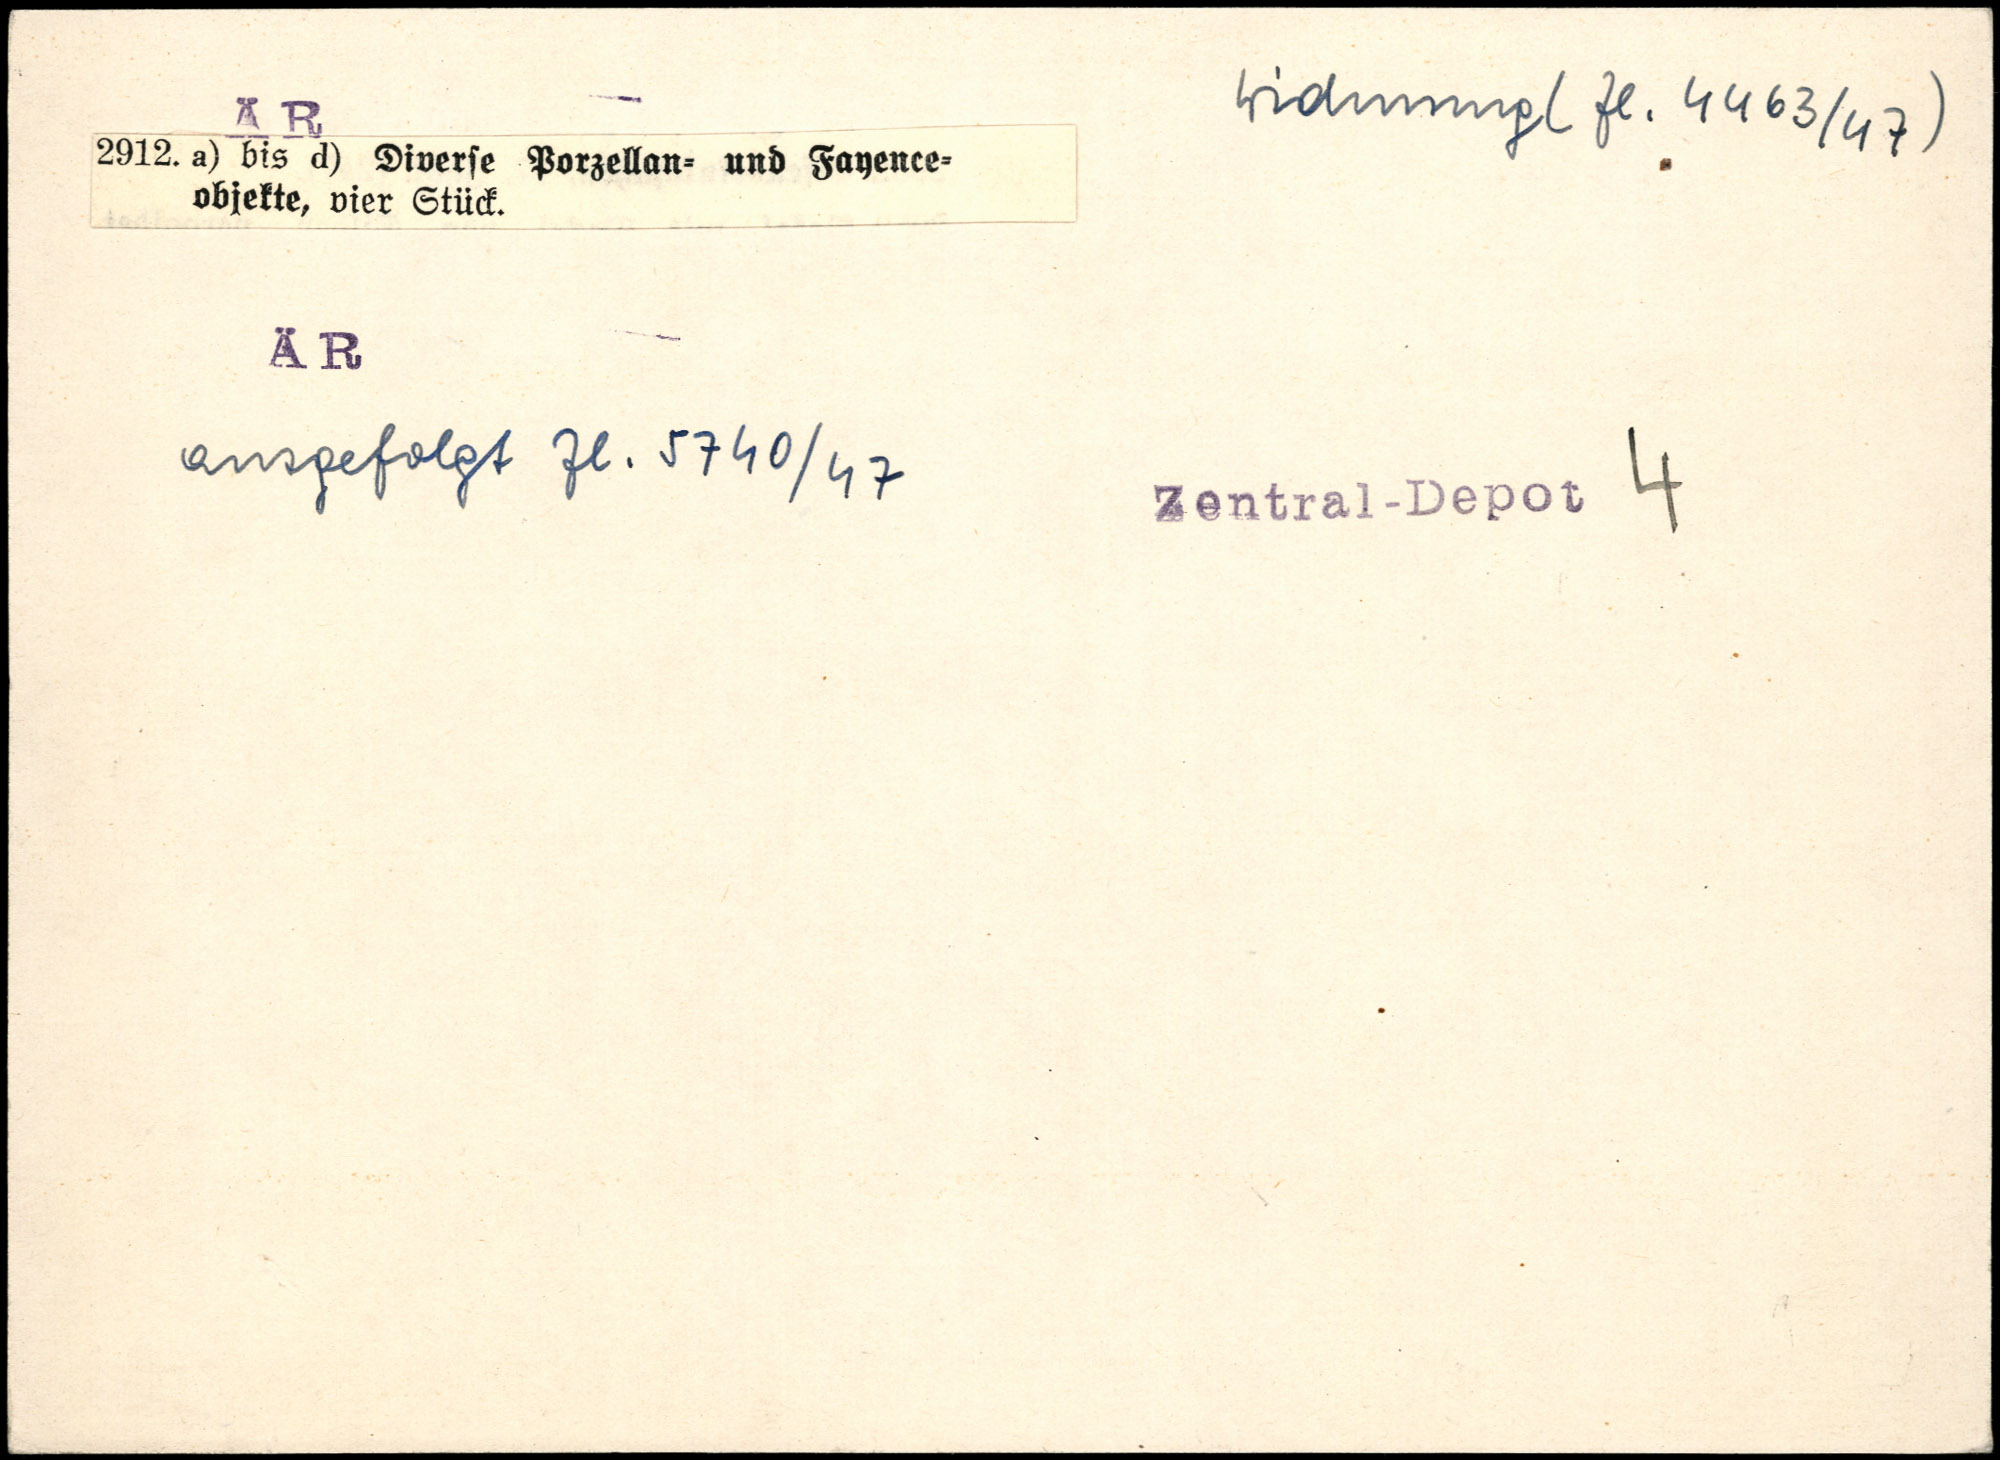 Widmung (Zl. 4463/47)
ÄR
2912. a) bis d) Diverse Porzellan- und Fayence-
objekte, vier Stück.
ÄR
ausgefolgt Zl. 5740/47
Zentral-Depot 4